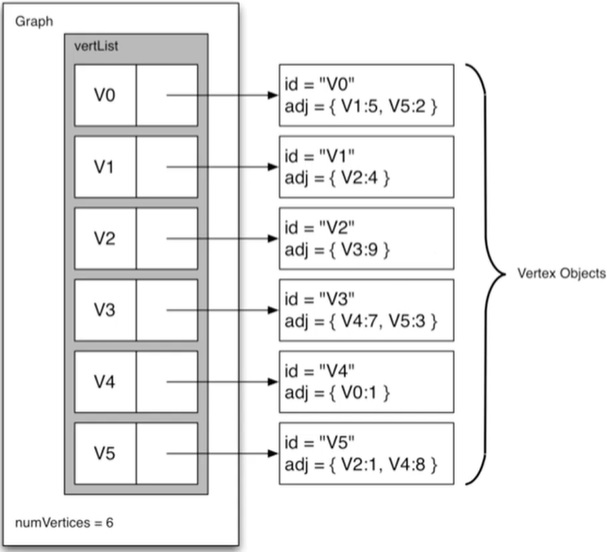 Graph
vertList
V0
id = "V0"
adj = { V1:5, V5:2 }
V1
id = "V1"
adj = { V2:4 }
V2
id = "V2"
adj = { V3:9 }
Vertex Objects
V3
id = "V3"
adj = { V4:7, V5:3 }
V4
id = "V4"
adj = { V0:1 }
V5
id = "V5"
adj = { V2:1, V4:8 }
numVertices = 6